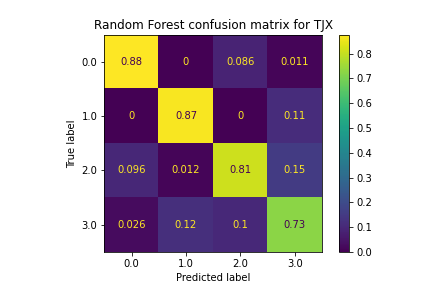 Random Forest confusion matrix for TJX
0.0 0.88 0 0.086 0.011
1.0 0 0.87 0 0.11
2.0 0.096 0.012 0.81 0.15
3.0 0.026 0.12 0.1 0.73
0.0 1.0 2.0 3.0
True label
Predicted label
0.8
0.7
0.6
0.5
0.4
0.3
0.2
0.1
0.0